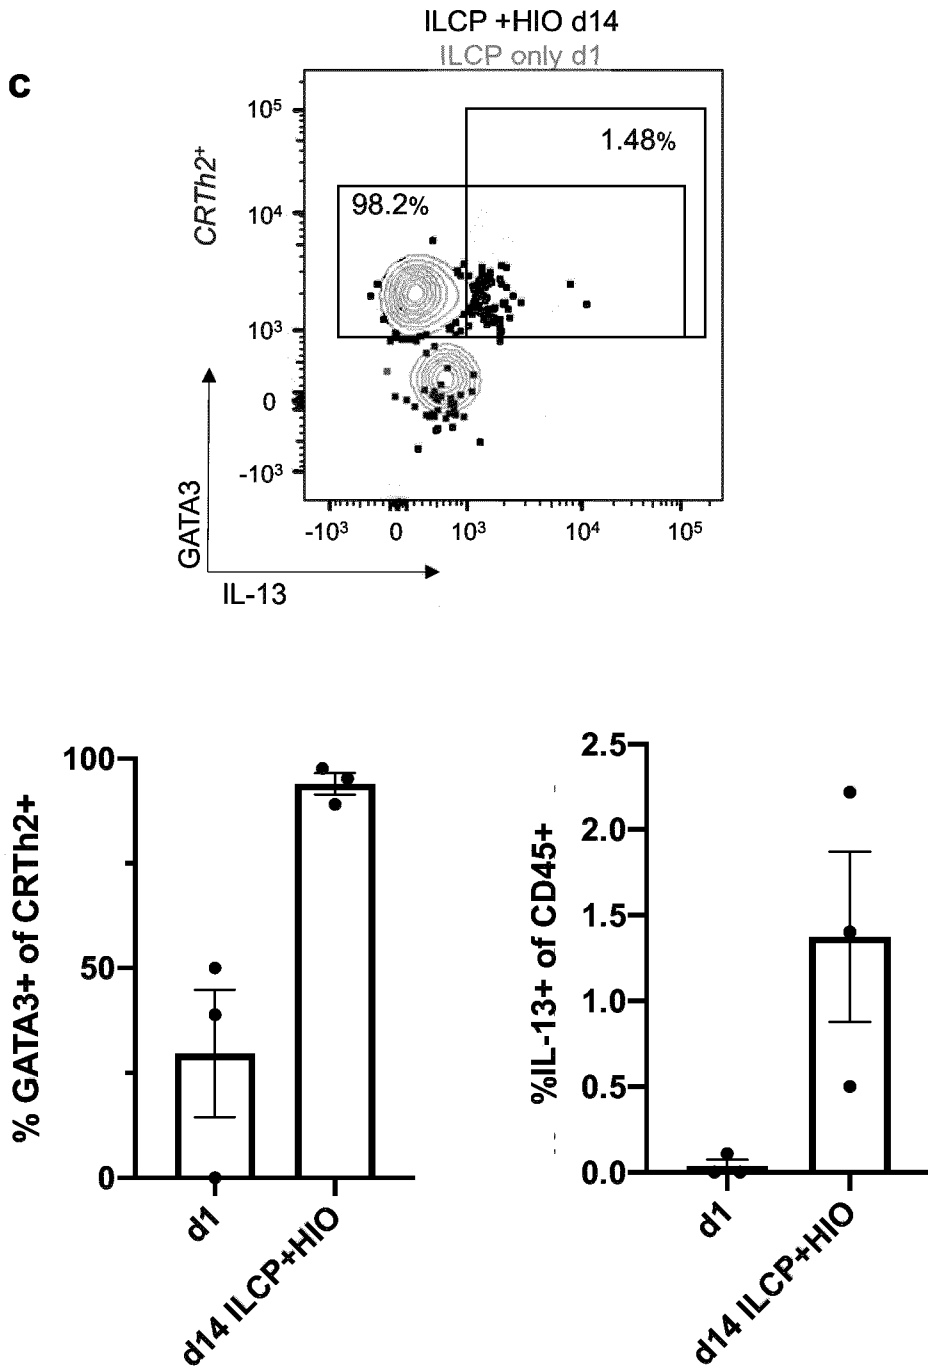 ILCP +HIO d14
ILCP only d1
c
CRTh2⁺
10⁵
10⁴
10³
0
-10³
1.48%
98.2%
GATA3
-10³ 0 10³ 10⁴ 10⁵
IL-13
% GATA3+ of CRTh2+
100
50
0
d1
d14 ILCP+HIO
%IL-13+ of CD45+
2.5
2.0
1.5
1.0
0.5
0.0
d1
d14 ILCP+HIO